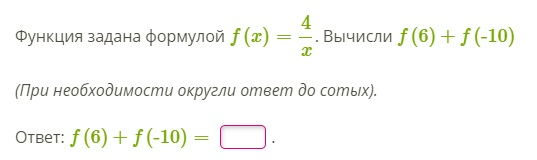 Функция задана формулой f(x) = 4/x. Вычисли f(6) + f(-10)
(При необходимости округли ответ до сотых).
Ответ: f(6) + f(-10) = .